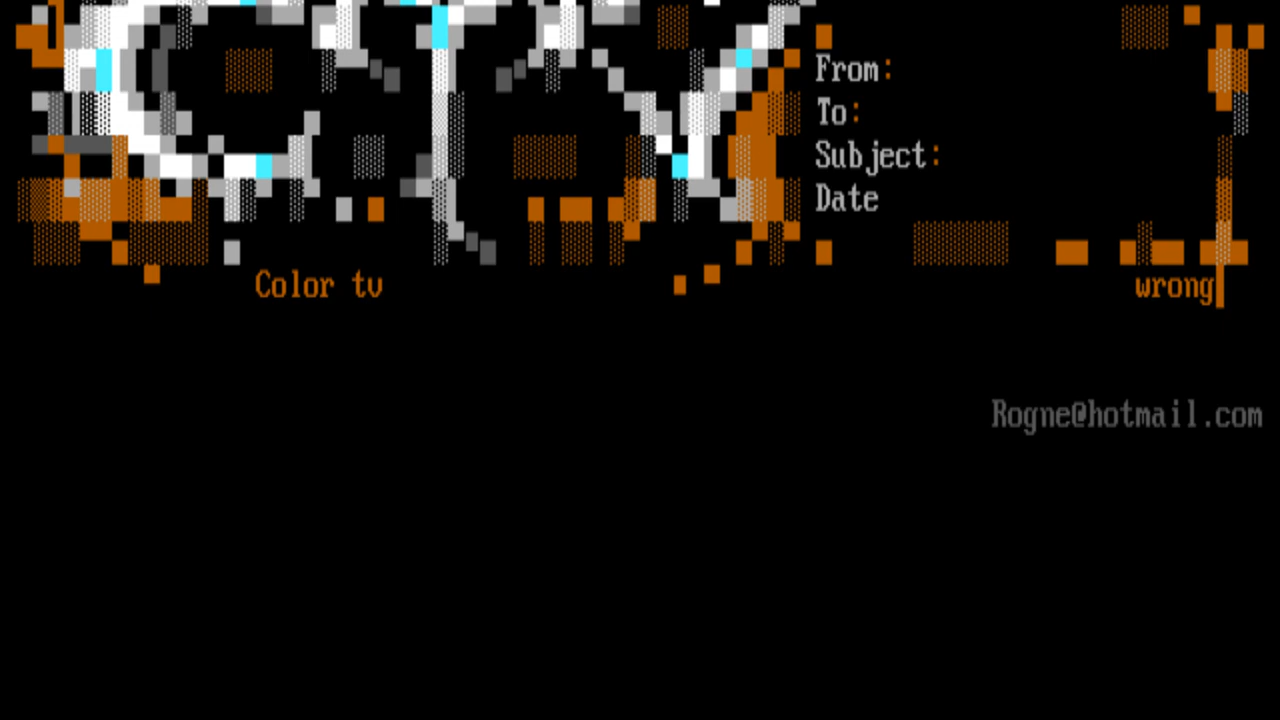 From:
To:
Subject:
Date
Color tv
wrong
Rogne@hotmail.com